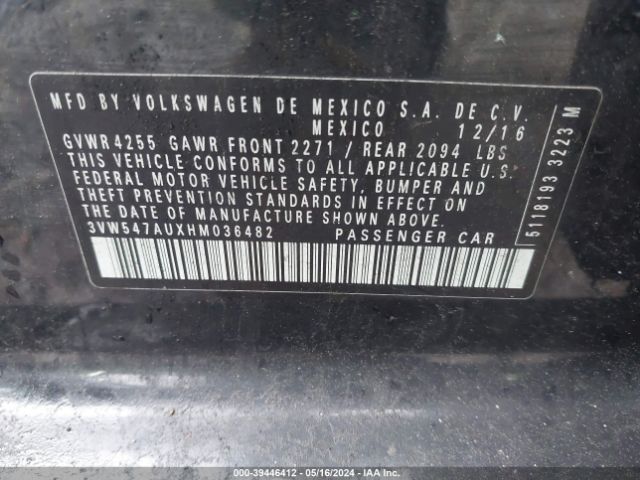 MFD BY VOLKSWAGEN DE MEXICO S.A. DE C.V.
MEXICO 12/16
GVWR 4255 GAWR FRONT 2271 / REAR 2094 LBS
THIS VEHICLE CONFORMS TO ALL APPLICABLE U.S.
FEDERAL MOTOR VEHICLE SAFETY, BUMPER AND
THEFT PREVENTION STANDARDS IN EFFECT ON
THE DATE OF MANUFACTURE SHOWN ABOVE.
3VW547AUXHM036482 PASSENGER CAR
5118193 3223 M
000-39446412 - 05/16/2024 - IAA Inc.